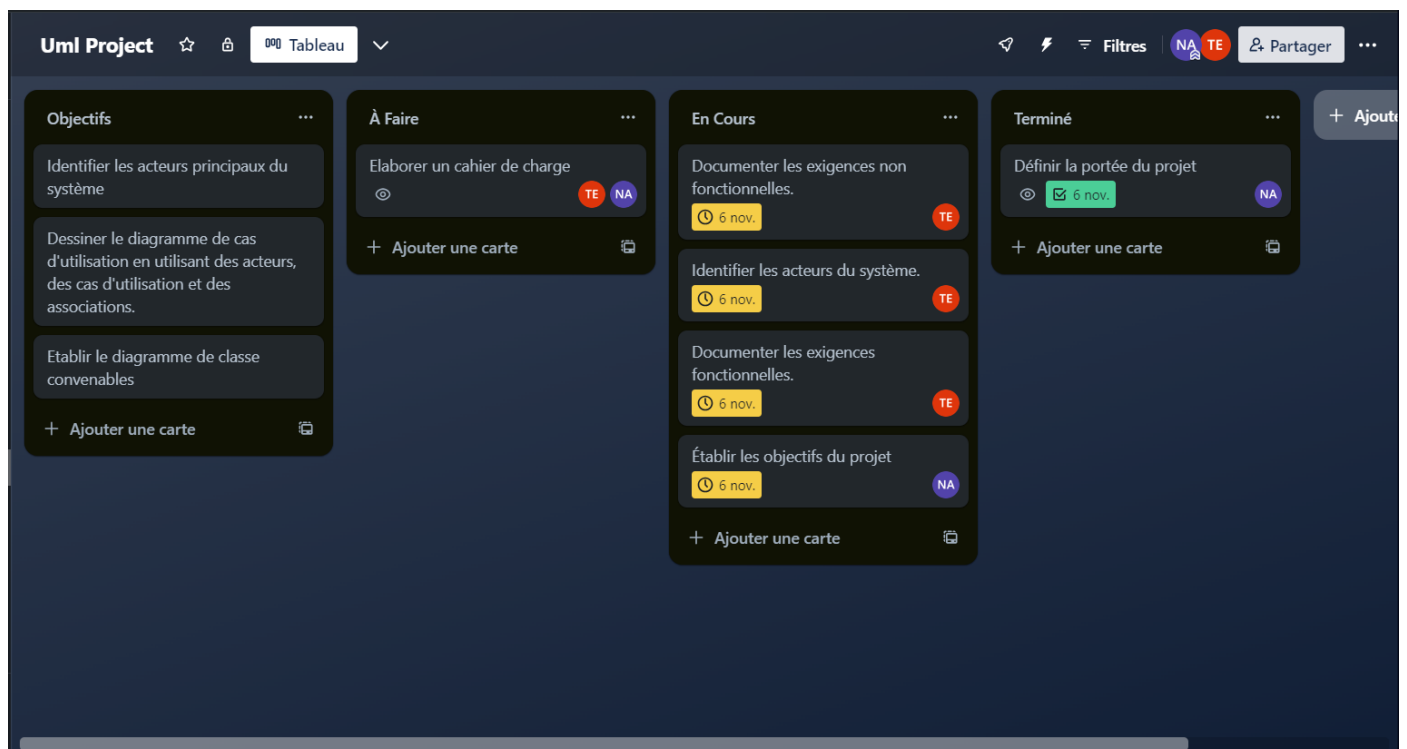 Uml Project
Tableau
Filtres
NA
TE
Partager
Objectifs
Identifier les acteurs principaux du
système
Dessiner le diagramme de cas
d'utilisation en utilisant des acteurs,
des cas d'utilisation et des
associations.
Etablir le diagramme de classe
convenables
Ajouter une carte
À Faire
Elaborer un cahier de charge
TE
NA
Ajouter une carte
En Cours
Documenter les exigences non
fonctionnelles.
6 nov.
TE
Identifier les acteurs du système.
6 nov.
TE
Documenter les exigences
fonctionnelles.
6 nov.
TE
Établir les objectifs du projet
6 nov.
NA
Ajouter une carte
Terminé
Définir la portée du projet
6 nov.
NA
Ajouter une carte
Ajoute